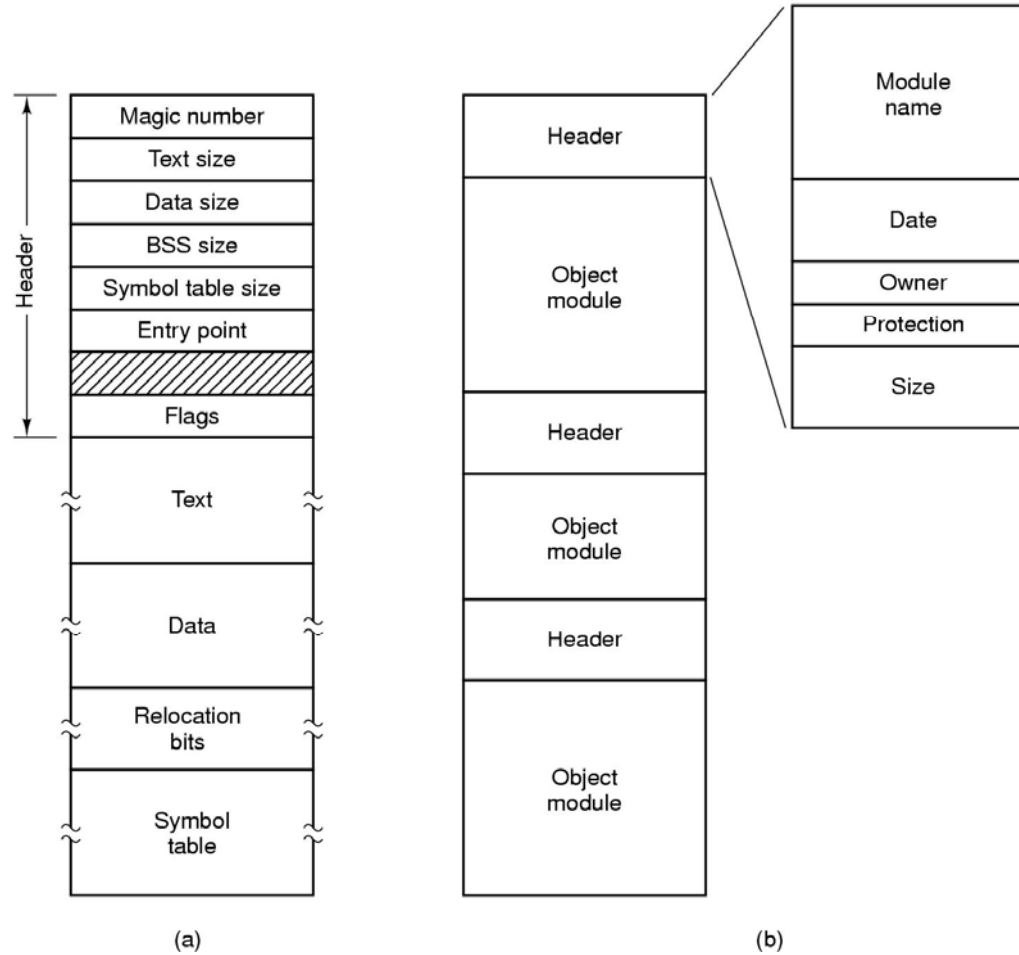 Header
Magic number
Text size
Data size
BSS size
Symbol table size
Entry point
Flags
Text
Data
Relocation
bits
Symbol
table
(a)
Header
Object
module
Header
Object
module
Header
Object
module
Module
name
Date
Owner
Protection
Size
(b)